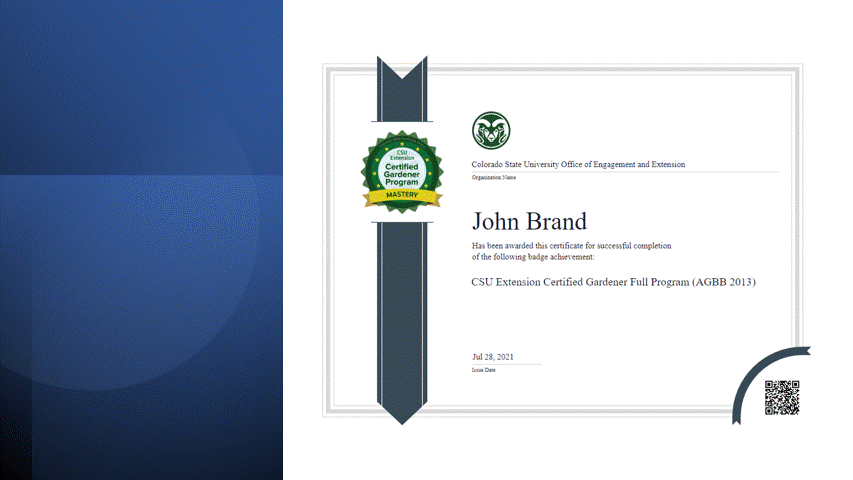 CSU
Extension
Certified
Gardener
Program
MASTERY
Colorado State University Office of Engagement and Extension
Organization Name
John Brand
Has been awarded this certificate for successful completion
of the following badge achievement:
CSU Extension Certified Gardener Full Program (AGBB 2013)
Jul 28, 2021
Issue Date